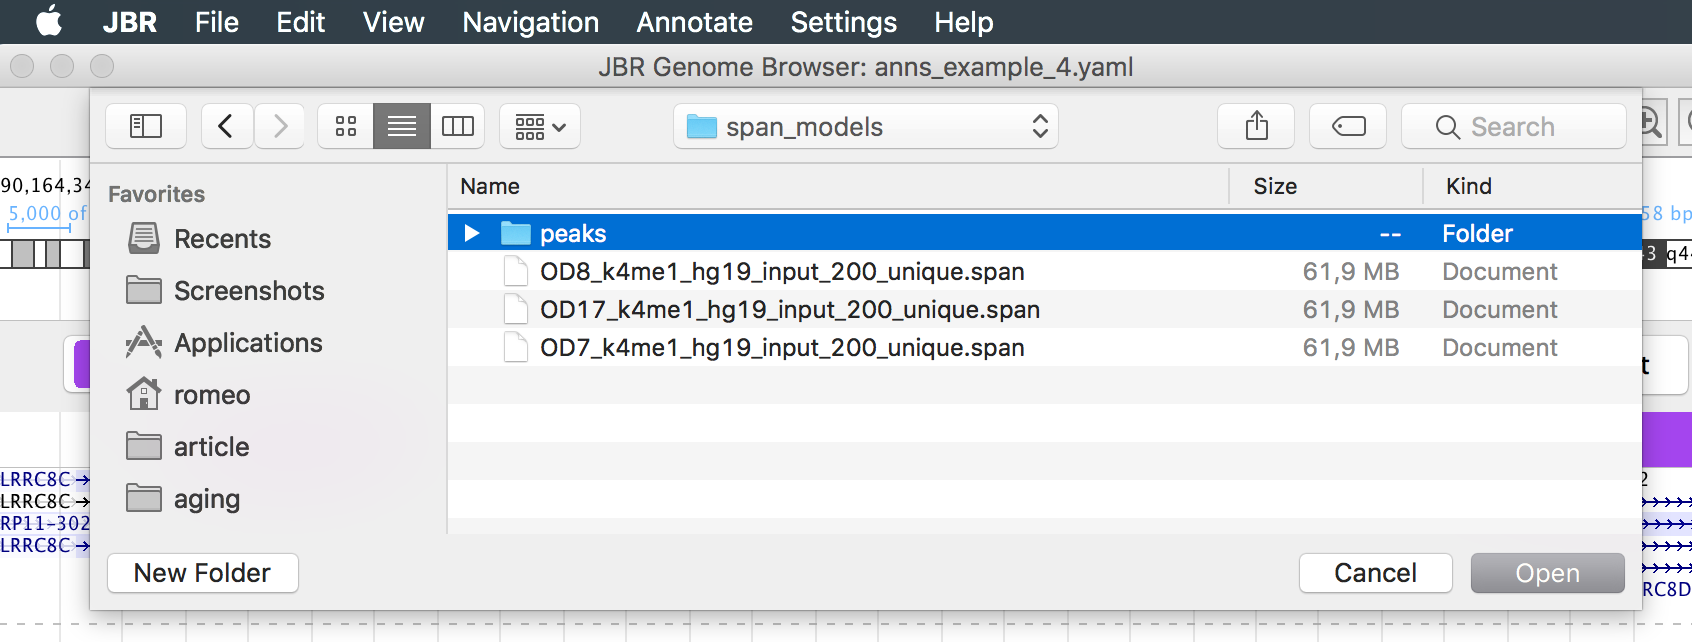 JBR File Edit View Navigation Annotate Settings Help
JBR Genome Browser: anns_example_4.yaml
span_models Search
90,164,34
Favorites Name Size Kind
5,000 of 58 bp
Recents peaks -- Folder
3 q44
OD8_k4me1_hg19_input_200_unique.span 61,9 MB Document
Screenshots OD17_k4me1_hg19_input_200_unique.span 61,9 MB Document
Applications OD7_k4me1_hg19_input_200_unique.span 61,9 MB Document
t
romeo
article
LRRC8C 2
aging
LRRC8C
RP11-302
LRRC8C
New Folder Cancel Open
RC8D